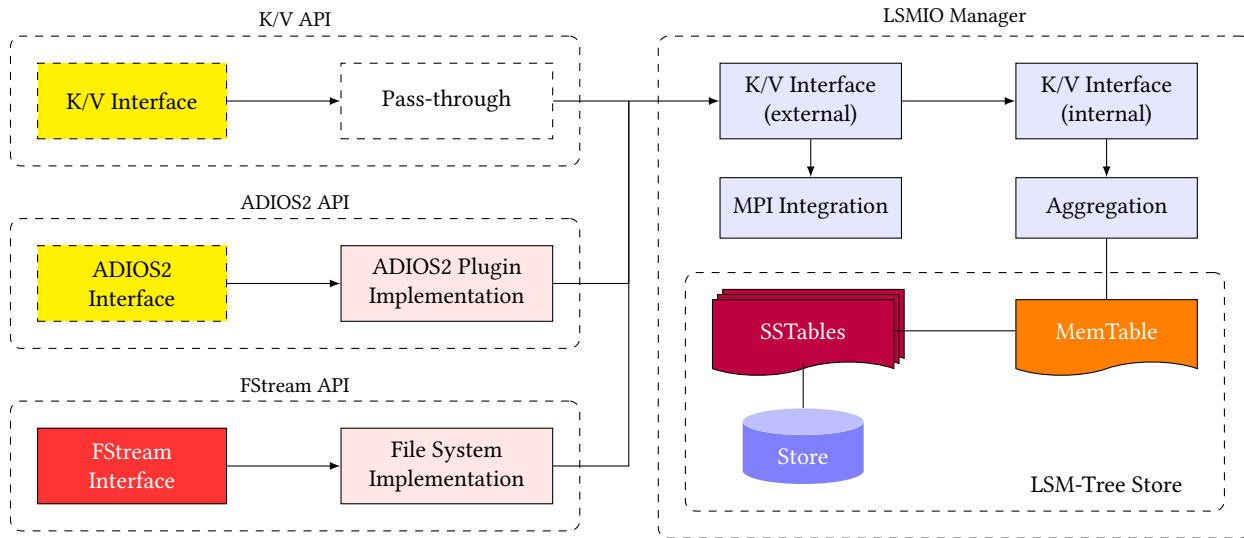 K/V API
K/V Interface
Pass-through
ADIOS2 API
ADIOS2
Interface
ADIOS2 Plugin
Implementation
FStream API
FStream
Interface
File System
Implementation
LSMIO Manager
K/V Interface
(external)
K/V Interface
(internal)
MPI Integration
Aggregation
SSTables
MemTable
Store
LSM-Tree Store